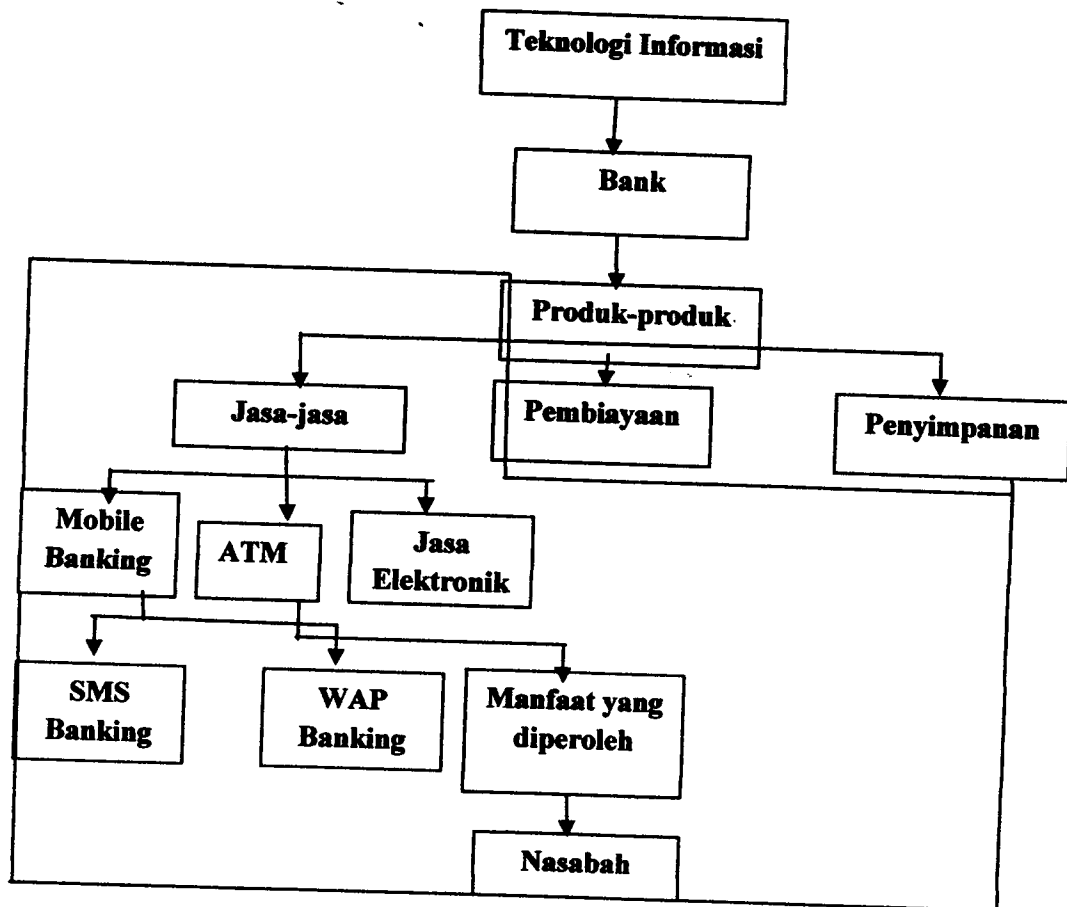 Teknologi Informasi
Bank
Produk-produk
Jasa-jasa
Pembiayaan
Penyimpanan
Mobile
Banking
ATM
Jasa
Elektronik
SMS
Banking
WAP
Banking
Manfaat yang
diperoleh
Nasabah